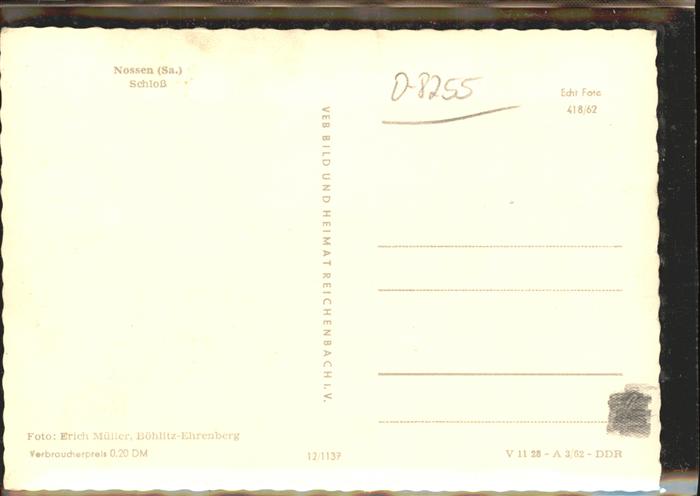 Nossen (Sa.)
Schloß
D-8255
Echt Foto
418/62
VEB BILD UND HEIMAT REICHENBACH I. V.
Foto: Erich Müller, Böhlitz-Ehrenberg
Verbraucherpreis 0,20 DM
12/1137
V 11 28 - A 3/62 - DDR